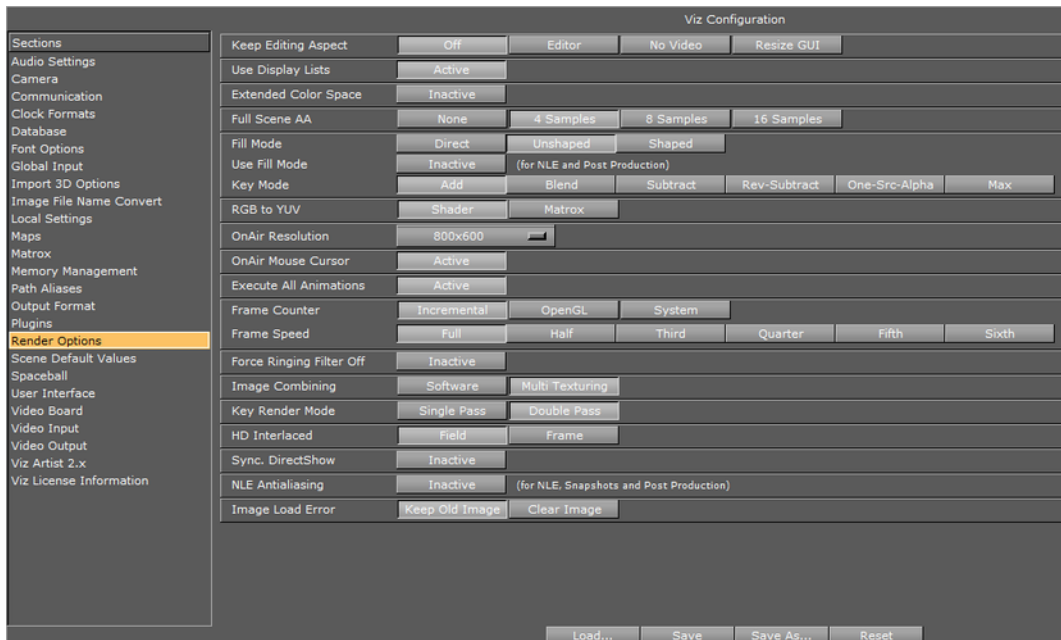 Viz Configuration
Sections
Audio Settings
Camera
Communication
Clock Formats
Database
Font Options
Global Input
Import 3D Options
Image File Name Convert
Local Settings
Maps
Matrox
Memory Management
Path Aliases
Output Format
Plugins
Render Options
Scene Default Values
Spaceball
User Interface
Video Board
Video Input
Video Output
Viz Artist 2.x
Viz License Information
Keep Editing Aspect Off Editor No Video Resize GUI
Use Display Lists Active
Extended Color Space Inactive
Full Scene AA None 4 Samples 8 Samples 16 Samples
Fill Mode Direct Unshaped Shaped
Use Fill Mode Inactive (for NLE and Post Production)
Key Mode Add Blend Subtract Rev-Subtract One-Src-Alpha Max
RGB to YUV Shader Matrox
OnAir Resolution 800x600
OnAir Mouse Cursor Active
Execute All Animations Active
Frame Counter Incremental OpenGL System
Frame Speed Full Half Third Quarter Fifth Sixth
Force Ringing Filter Off Inactive
Image Combining Software Multi Texturing
Key Render Mode Single Pass Double Pass
HD Interlaced Field Frame
Sync. DirectShow Inactive
NLE Antialiasing Inactive (for NLE, Snapshots and Post Production)
Image Load Error Keep Old Image Clear Image
Load... Save Save As... Reset